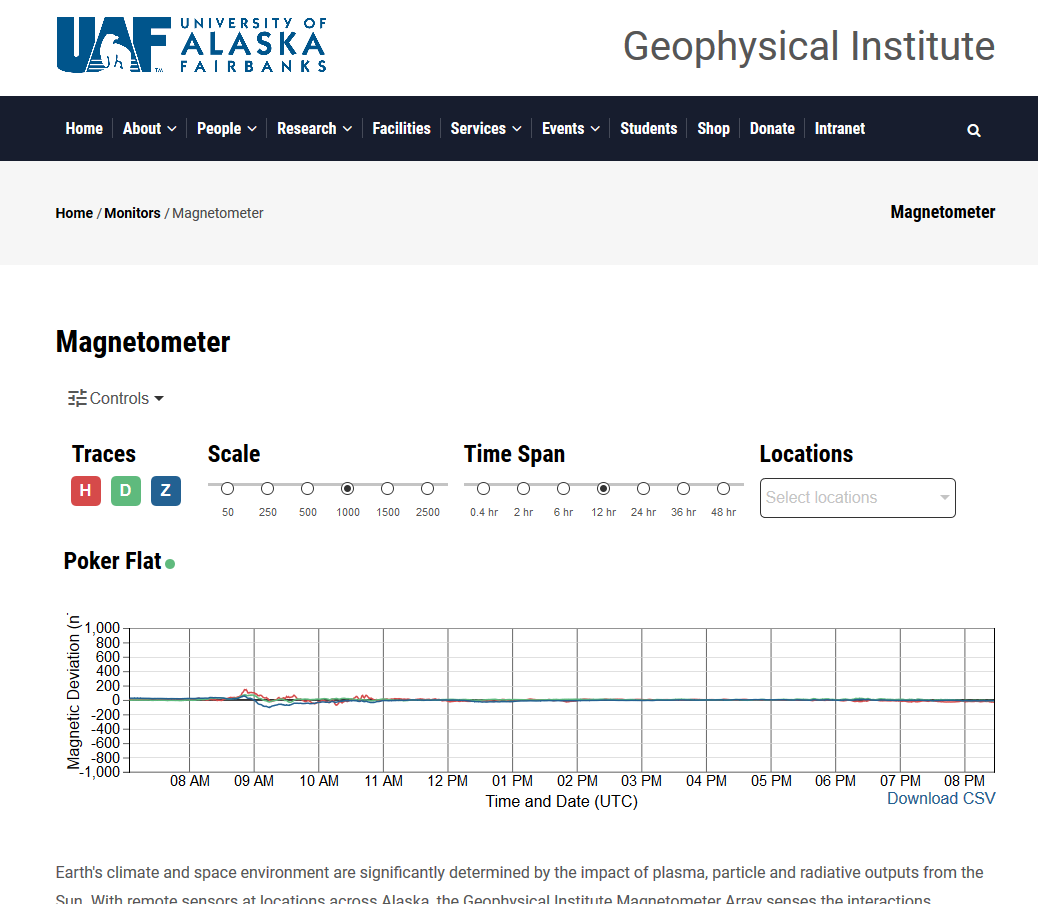 UAF UNIVERSITY OF
ALASKA
FAIRBANKS
TM
Geophysical Institute
Home About People Research Facilities Services Events Students Shop Donate Intranet
Home / Monitors / Magnetometer
Magnetometer
Magnetometer
Controls
Traces Scale Time Span Locations
H D Z
Select locations
50 250 500 1000 1500 2500 0.4 hr 2 hr 6 hr 12 hr 24 hr 36 hr 48 hr
Poker Flat
Magnetic Deviation (n
1,000
800
600
400
200
0
-200
-400
-600
-800
-1,000
08 AM 09 AM 10 AM 11 AM 12 PM 01 PM 02 PM 03 PM 04 PM 05 PM 06 PM 07 PM 08 PM
Time and Date (UTC)
Download CSV
Earth's climate and space environment are significantly determined by the impact of plasma, particle and radiative outputs from the
Sun. With remote sensors at locations across Alaska, the Geophysical Institute Magnetometer Array senses the interactions